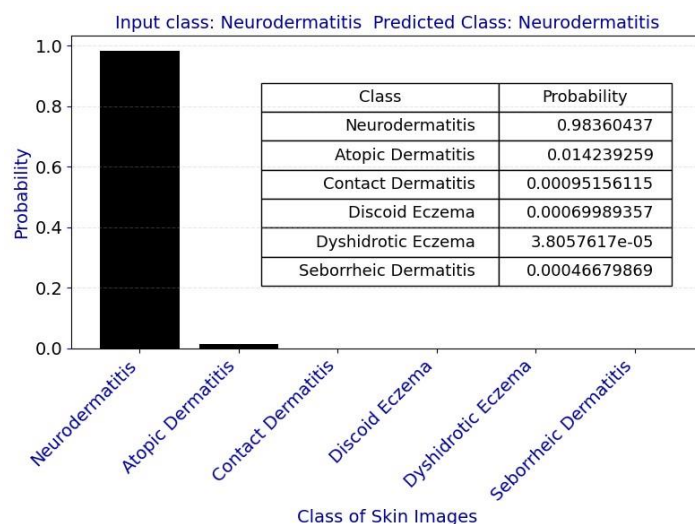 Input class: Neurodermatitis  Predicted Class: Neurodermatitis
Probability
1.0
0.8
0.6
0.4
0.2
0.0
Class Probability
Neurodermatitis 0.98360437
Atopic Dermatitis 0.014239259
Contact Dermatitis 0.00095156115
Discoid Eczema 0.00069989357
Dyshidrotic Eczema 3.8057617e-05
Seborrheic Dermatitis 0.00046679869
Neurodermatitis
Atopic Dermatitis
Contact Dermatitis
Discoid Eczema
Dyshidrotic Eczema
Seborrheic Dermatitis
Class of Skin Images